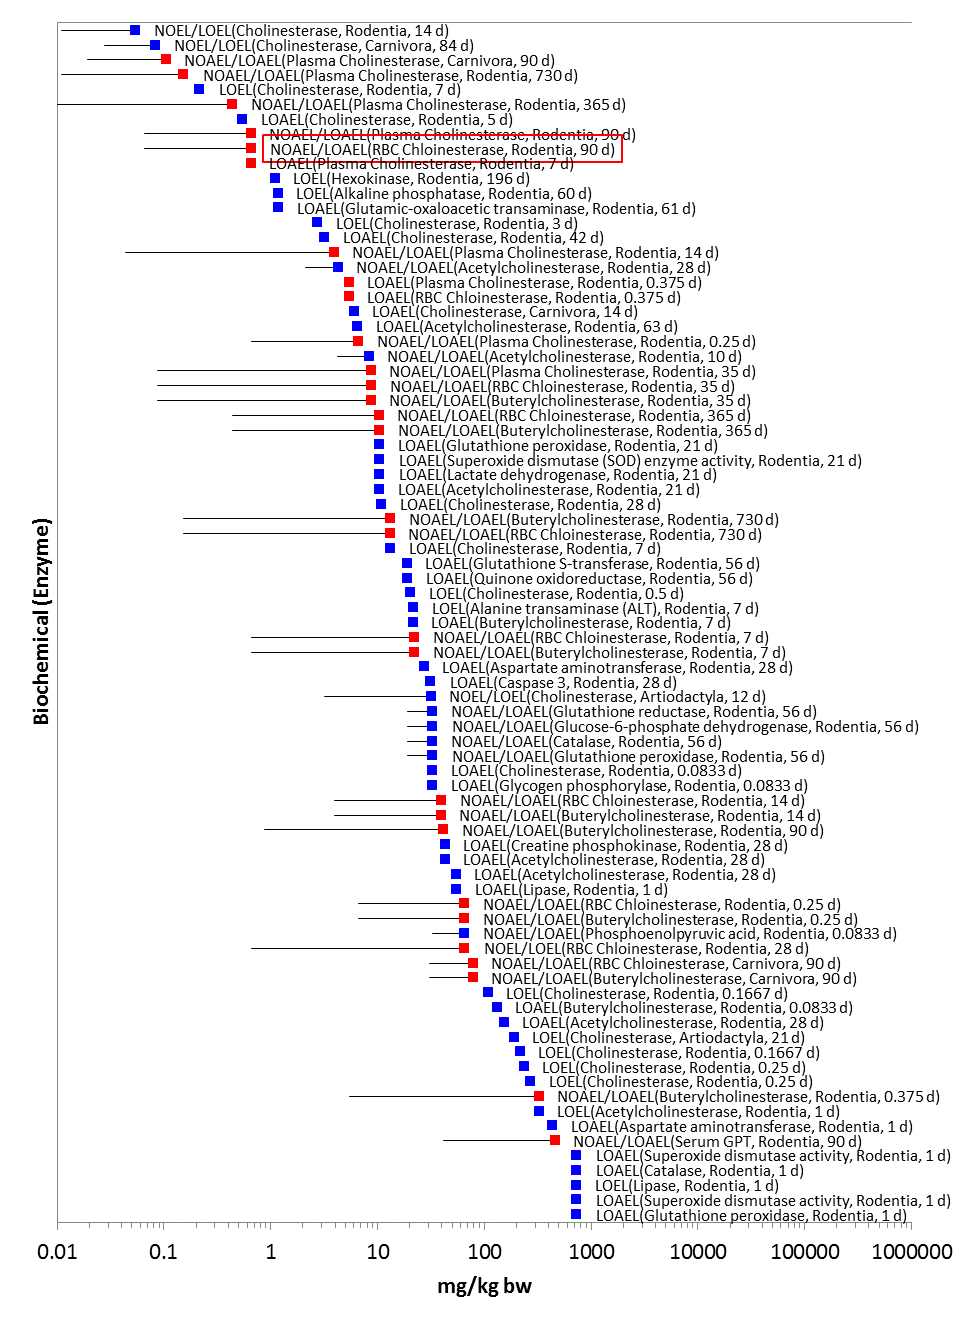 NOEL/LOEL(Cholinesterase, Rodentia, 14 d)
NOEL/LOEL(Cholinesterase, Carnivora, 84 d)
NOAEL/LOAEL(Plasma Cholinesterase, Carnivora, 90 d)
NOAEL/LOAEL(Plasma Cholinesterase, Rodentia, 730 d)
LOEL(Cholinesterase, Rodentia, 7 d)
NOAEL/LOAEL(Plasma Cholinesterase, Rodentia, 365 d)
LOAEL(Cholinesterase, Rodentia, 5 d)
NOAEL/LOAEL(Plasma Cholinesterase, Rodentia, 90 d)
NOAEL/LOAEL(RBC Chloinesterase, Rodentia, 90 d)
LOAEL(Plasma Cholinesterase, Rodentia, 7 d)
LOEL(Hexokinase, Rodentia, 196 d)
LOEL(Alkaline phosphatase, Rodentia, 60 d)
LOAEL(Glutamic-oxaloacetic transaminase, Rodentia, 61 d)
LOEL(Cholinesterase, Rodentia, 3 d)
LOAEL(Cholinesterase, Rodentia, 42 d)
NOAEL/LOAEL(Plasma Cholinesterase, Rodentia, 14 d)
NOAEL/LOAEL(Acetylcholinesterase, Rodentia, 28 d)
LOAEL(Plasma Cholinesterase, Rodentia, 0.375 d)
LOAEL(RBC Chloinesterase, Rodentia, 0.375 d)
LOAEL(Cholinesterase, Carnivora, 14 d)
LOAEL(Acetylcholinesterase, Rodentia, 63 d)
NOAEL/LOAEL(Plasma Cholinesterase, Rodentia, 0.25 d)
NOAEL/LOAEL(Acetylcholinesterase, Rodentia, 10 d)
NOAEL/LOAEL(Plasma Cholinesterase, Rodentia, 35 d)
NOAEL/LOAEL(RBC Chloinesterase, Rodentia, 35 d)
NOAEL/LOAEL(Buterylcholinesterase, Rodentia, 35 d)
NOAEL/LOAEL(RBC Chloinesterase, Rodentia, 365 d)
NOAEL/LOAEL(Buterylcholinesterase, Rodentia, 365 d)
LOAEL(Glutathione peroxidase, Rodentia, 21 d)
LOAEL(Superoxide dismutase (SOD) enzyme activity, Rodentia, 21 d)
LOAEL(Lactate dehydrogenase, Rodentia, 21 d)
LOAEL(Acetylcholinesterase, Rodentia, 21 d)
LOAEL(Cholinesterase, Rodentia, 28 d)
NOAEL/LOAEL(Buterylcholinesterase, Rodentia, 730 d)
NOAEL/LOAEL(RBC Chloinesterase, Rodentia, 730 d)
LOAEL(Cholinesterase, Rodentia, 7 d)
LOAEL(Glutathione S-transferase, Rodentia, 56 d)
LOAEL(Quinone oxidoreductase, Rodentia, 56 d)
LOEL(Cholinesterase, Rodentia, 0.5 d)
LOEL(Alanine transaminase (ALT), Rodentia, 7 d)
LOAEL(Buterylcholinesterase, Rodentia, 7 d)
NOAEL/LOAEL(RBC Chloinesterase, Rodentia, 7 d)
NOAEL/LOAEL(Buterylcholinesterase, Rodentia, 7 d)
LOAEL(Aspartate aminotransferase, Rodentia, 28 d)
LOAEL(Caspase 3, Rodentia, 28 d)
NOEL/LOEL(Cholinesterase, Artiodactyla, 12 d)
NOAEL/LOAEL(Glutathione reductase, Rodentia, 56 d)
NOAEL/LOAEL(Glucose-6-phosphate dehydrogenase, Rodentia, 56 d)
NOAEL/LOAEL(Catalase, Rodentia, 56 d)
NOAEL/LOAEL(Glutathione peroxidase, Rodentia, 56 d)
LOAEL(Cholinesterase, Rodentia, 0.0833 d)
LOAEL(Glycogen phosphorylase, Rodentia, 0.0833 d)
NOAEL/LOAEL(RBC Chloinesterase, Rodentia, 14 d)
NOAEL/LOAEL(Buterylcholinesterase, Rodentia, 14 d)
NOAEL/LOAEL(Buterylcholinesterase, Rodentia, 90 d)
LOAEL(Creatine phosphokinase, Rodentia, 28 d)
LOAEL(Acetylcholinesterase, Rodentia, 28 d)
LOAEL(Acetylcholinesterase, Rodentia, 28 d)
LOAEL(Lipase, Rodentia, 1 d)
NOAEL/LOAEL(RBC Chloinesterase, Rodentia, 0.25 d)
NOAEL/LOAEL(Buterylcholinesterase, Rodentia, 0.25 d)
NOAEL/LOAEL(Phosphoenolpyruvic acid, Rodentia, 0.0833 d)
NOEL/LOEL(RBC Chloinesterase, Rodentia, 28 d)
NOAEL/LOAEL(RBC Chloinesterase, Carnivora, 90 d)
NOAEL/LOAEL(Buterylcholinesterase, Carnivora, 90 d)
LOEL(Cholinesterase, Rodentia, 0.1667 d)
LOAEL(Buterylcholinesterase, Rodentia, 0.0833 d)
LOAEL(Acetylcholinesterase, Rodentia, 28 d)
LOEL(Cholinesterase, Artiodactyla, 21 d)
LOEL(Cholinesterase, Rodentia, 0.1667 d)
LOEL(Cholinesterase, Rodentia, 0.25 d)
LOEL(Cholinesterase, Rodentia, 0.25 d)
NOAEL/LOAEL(Buterylcholinesterase, Rodentia, 0.375 d)
LOEL(Acetylcholinesterase, Rodentia, 1 d)
LOAEL(Aspartate aminotransferase, Rodentia, 1 d)
NOAEL/LOAEL(Serum GPT, Rodentia, 90 d)
LOAEL(Superoxide dismutase activity, Rodentia, 1 d)
LOAEL(Catalase, Rodentia, 1 d)
LOEL(Lipase, Rodentia, 1 d)
LOAEL(Superoxide dismutase activity, Rodentia, 1 d)
LOAEL(Glutathione peroxidase, Rodentia, 1 d)
Biochemical (Enzyme)
0.01 0.1 1 10 100 1000 10000 100000 1000000
mg/kg bw